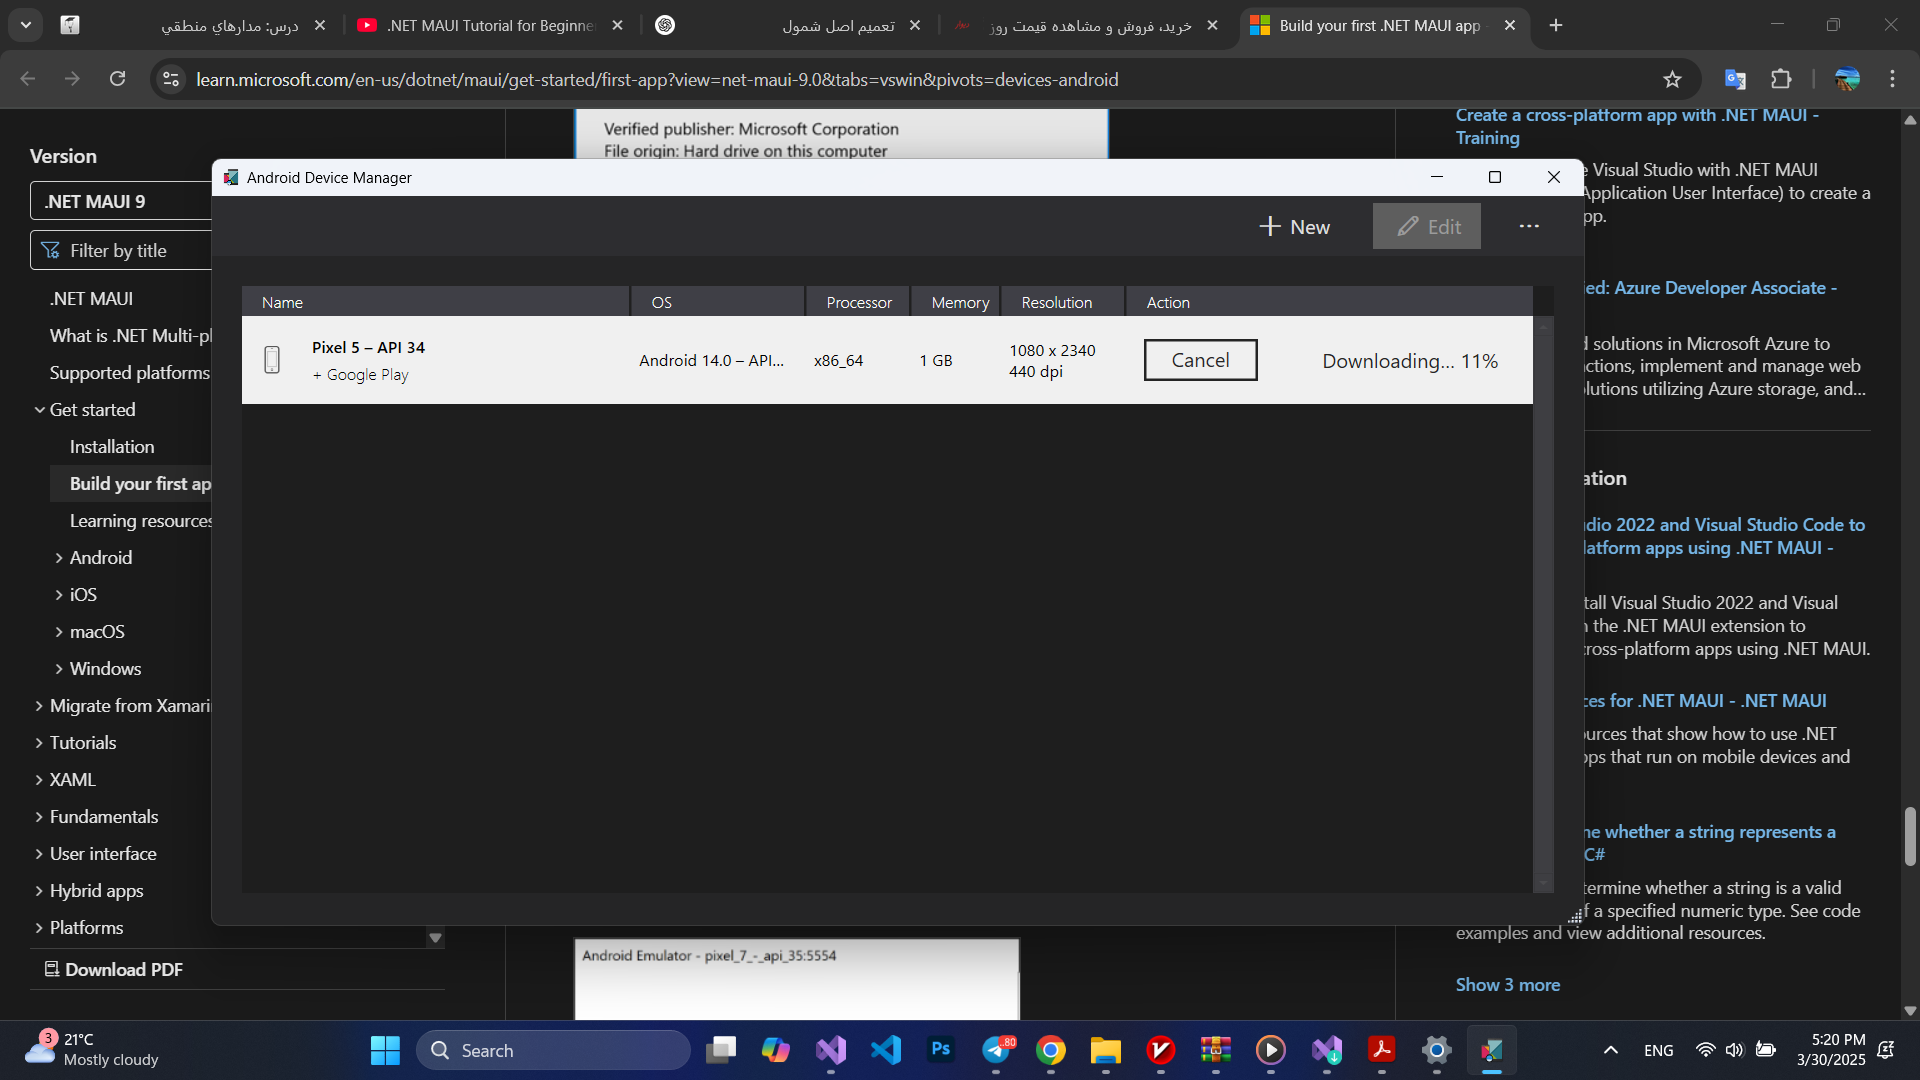 درس: مدارهاي منطقي
.NET MAUI Tutorial for Beginne
تعمیم اصل شمول
خرید، فروش و مشاهده قیمت روز
Build your first .NET MAUI app
learn.microsoft.com/en-us/dotnet/maui/get-started/first-app?view=net-maui-9.0&tabs=vswin&pivots=devices-android
Version
.NET MAUI 9
Filter by title
.NET MAUI
What is .NET Multi-pl
Supported platforms
Get started
Installation
Build your first ap
Learning resources
Android
iOS
macOS
Windows
Migrate from Xamari
Tutorials
XAML
Fundamentals
User interface
Hybrid apps
Platforms
Download PDF
Verified publisher: Microsoft Corporation
File origin: Hard drive on this computer
Android Device Manager
New
Edit
Name
OS
Processor
Memory
Resolution
Action
Pixel 5 – API 34
+ Google Play
Android 14.0 – API...
x86_64
1 GB
1080 x 2340
440 dpi
Cancel
Downloading... 11%
Android Emulator - pixel_7_-_api_35:5554
Create a cross-platform app with .NET MAUI -
Training
e Visual Studio with .NET MAUI
Application User Interface) to create a
pp.
ed: Azure Developer Associate -
d solutions in Microsoft Azure to
ctions, implement and manage web
olutions utilizing Azure storage, and...
ation
dio 2022 and Visual Studio Code to
latform apps using .NET MAUI -
tall Visual Studio 2022 and Visual
n the .NET MAUI extension to
cross-platform apps using .NET MAUI.
ces for .NET MAUI - .NET MAUI
ources that show how to use .NET
pps that run on mobile devices and
ne whether a string represents a
C#
termine whether a string is a valid
f a specified numeric type. See code
examples and view additional resources.
Show 3 more
3
21°C
Mostly cloudy
Search
Ps
80
ENG
5:20 PM
3/30/2025